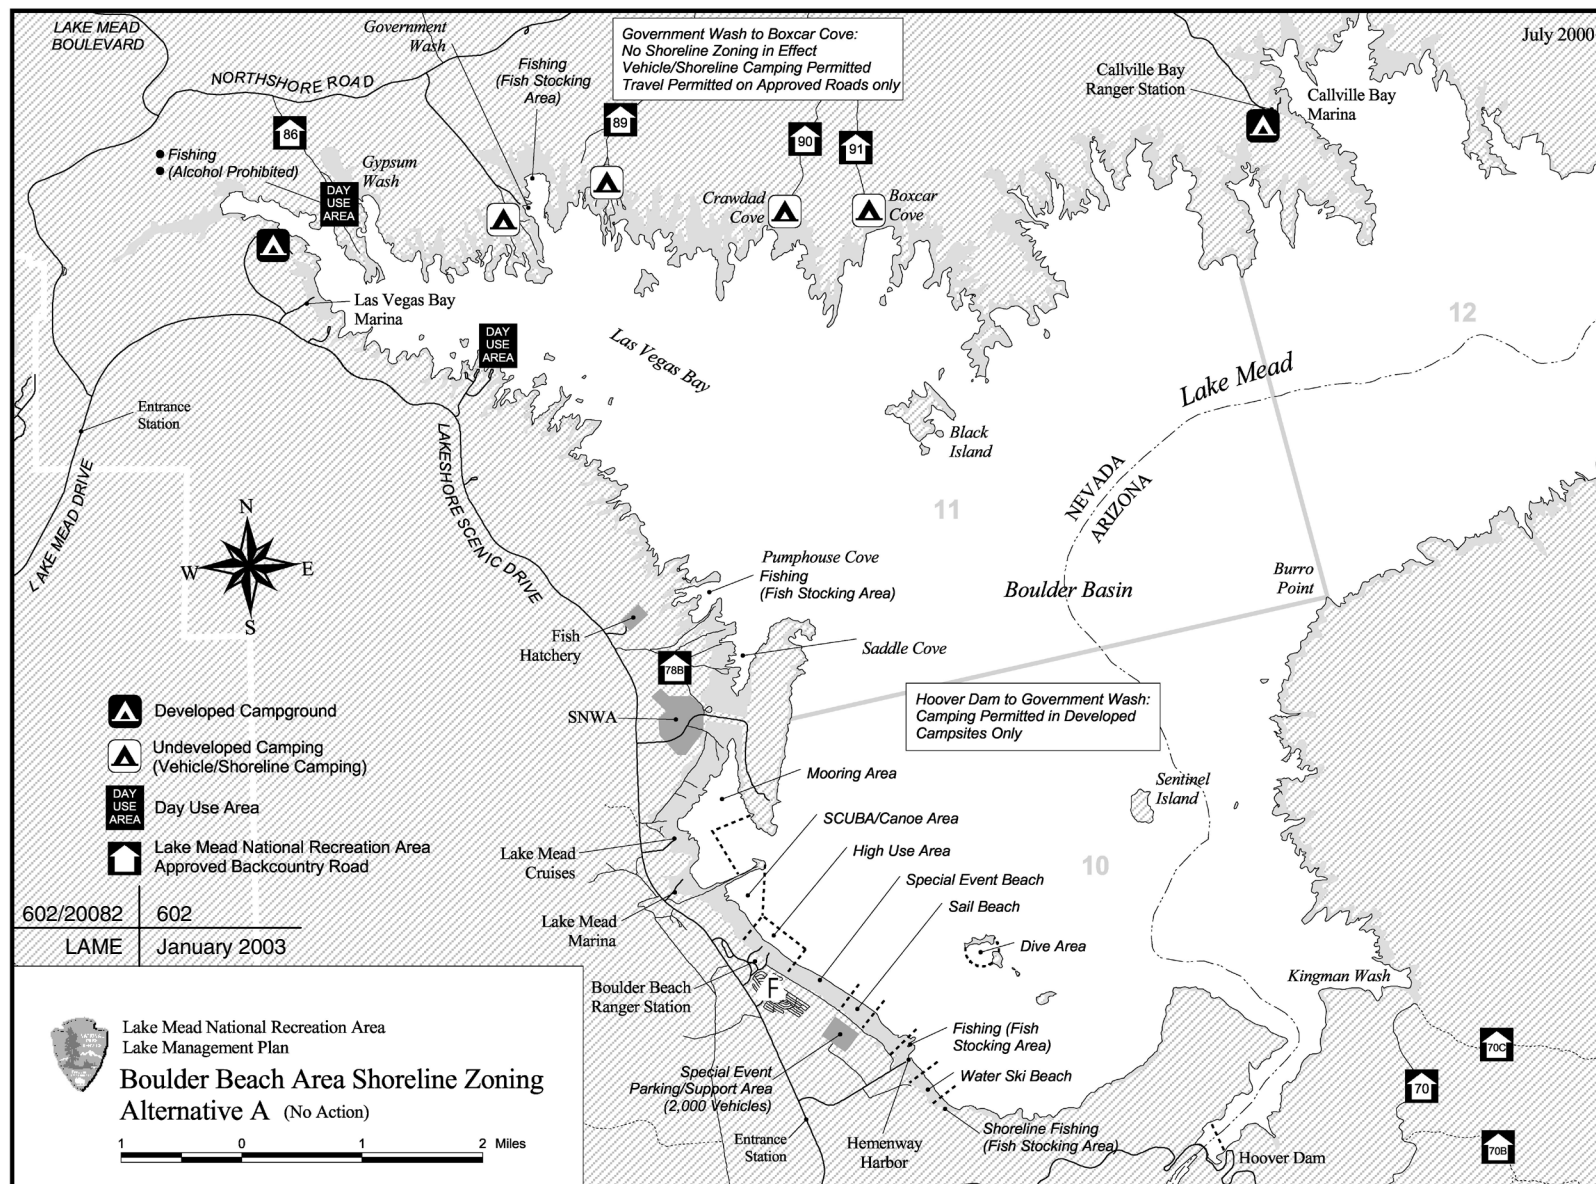 LAKE MEAD
BOULEVARD
Government
Wash
Government Wash to Boxcar Cove:
No Shoreline Zoning in Effect
Vehicle/Shoreline Camping Permitted
Travel Permitted on Approved Roads only
July 2000
NORTHSHORE ROAD
Fishing
(Fish Stocking
Area)
Callville Bay
Ranger Station
Callville Bay
Marina
86
89
90
91
Fishing
(Alcohol Prohibited)
Gypsum
Wash
DAY
USE
AREA
Crawdad
Cove
Boxcar
Cove
Las Vegas Bay
Marina
DAY
USE
AREA
Las Vegas Bay
12
Lake Mead
Entrance
Station
LAKE MEAD DRIVE
LAKESHORE SCENIC DRIVE
Black
Island
11
NEVADA
ARIZONA
N
W
E
S
Pumphouse Cove
Fishing
(Fish Stocking Area)
Boulder Basin
Burro
Point
Fish
Hatchery
Saddle Cove
78B
SNWA
Hoover Dam to Government Wash:
Camping Permitted in Developed
Campsites Only
Developed Campground
Undeveloped Camping
(Vehicle/Shoreline Camping)
DAY
USE
AREA
Day Use Area
Lake Mead National Recreation Area
Approved Backcountry Road
Mooring Area
Sentinel
Island
SCUBA/Canoe Area
High Use Area
10
Lake Mead
Cruises
Special Event Beach
Sail Beach
Lake Mead
Marina
Dive Area
602/20082
602
LAME
January 2003
Boulder Beach
Ranger Station
F
Kingman Wash
Fishing (Fish
Stocking Area)
70C
Special Event
Parking/Support Area
(2,000 Vehicles)
Water Ski Beach
70
Entrance
Station
Hemenway
Harbor
Shoreline Fishing
(Fish Stocking Area)
70B
Hoover Dam
Lake Mead National Recreation Area
Lake Management Plan
Boulder Beach Area Shoreline Zoning
Alternative A (No Action)
1 0 1 2 Miles